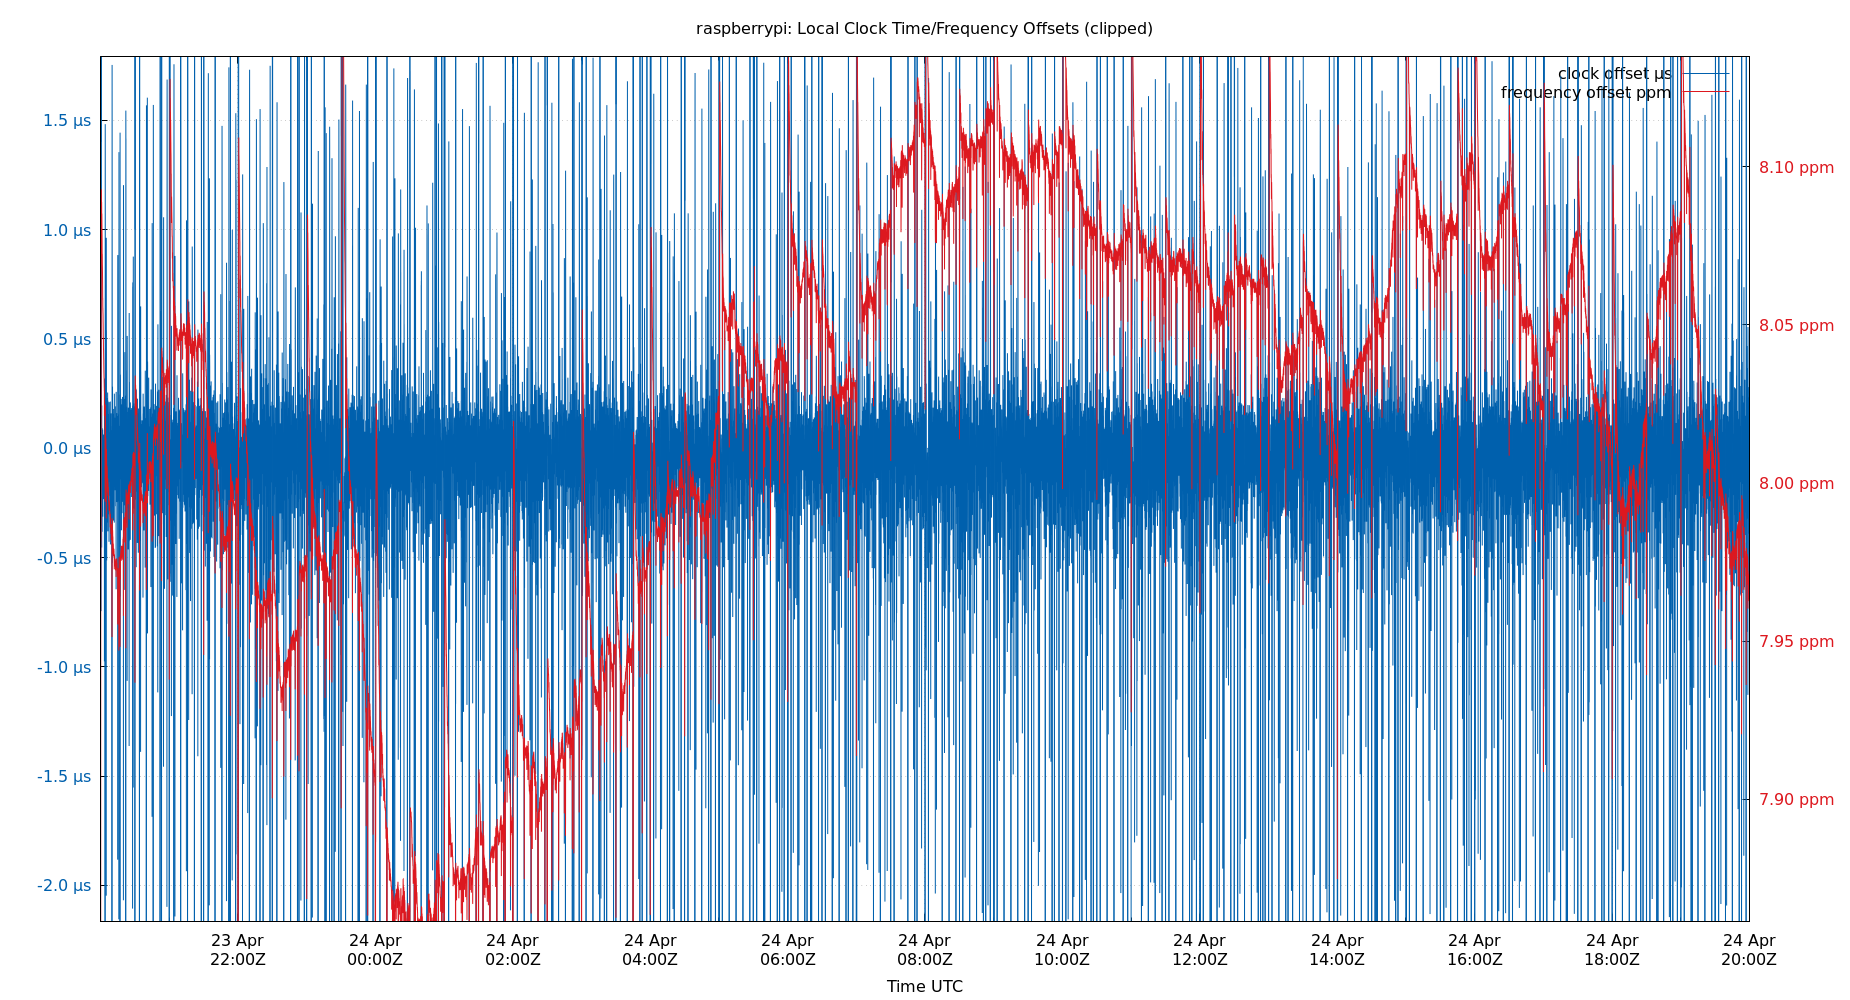 raspberrypi: Local Clock Time/Frequency Offsets (clipped)
clock offset µs
frequency offset ppm
1.5 µs
1.0 µs
0.5 µs
0.0 µs
-0.5 µs
-1.0 µs
-1.5 µs
-2.0 µs
8.10 ppm
8.05 ppm
8.00 ppm
7.95 ppm
7.90 ppm
23 Apr 24 Apr 24 Apr 24 Apr 24 Apr 24 Apr 24 Apr 24 Apr 24 Apr 24 Apr 24 Apr 24 Apr
22:00Z 00:00Z 02:00Z 04:00Z 06:00Z 08:00Z 10:00Z 12:00Z 14:00Z 16:00Z 18:00Z 20:00Z
Time UTC